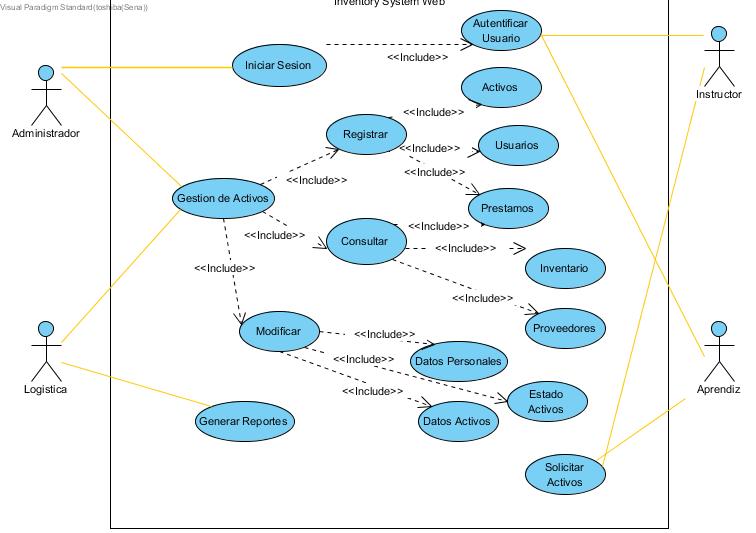 Visual Paradigm Standard(toshiba(Sena))
Inventory System Web
Autentificar
Usuario
Iniciar Sesion
<<Include>>
Instructor
Administrador
Activos
<<Include>>
Registrar
<<Include>>
Usuarios
<<Include>>
<<Include>>
Gestion de Activos
Prestamos
<<Include>>
<<Include>>
Consultar
<<Include>>
Inventario
<<Include>>
<<Include>>
Proveedores
Modificar
<<Include>>
Datos Personales
<<Include>>
Logistica
Aprendiz
<<Include>>
Estado
Activos
Generar Reportes
Datos Activos
Solicitar
Activos